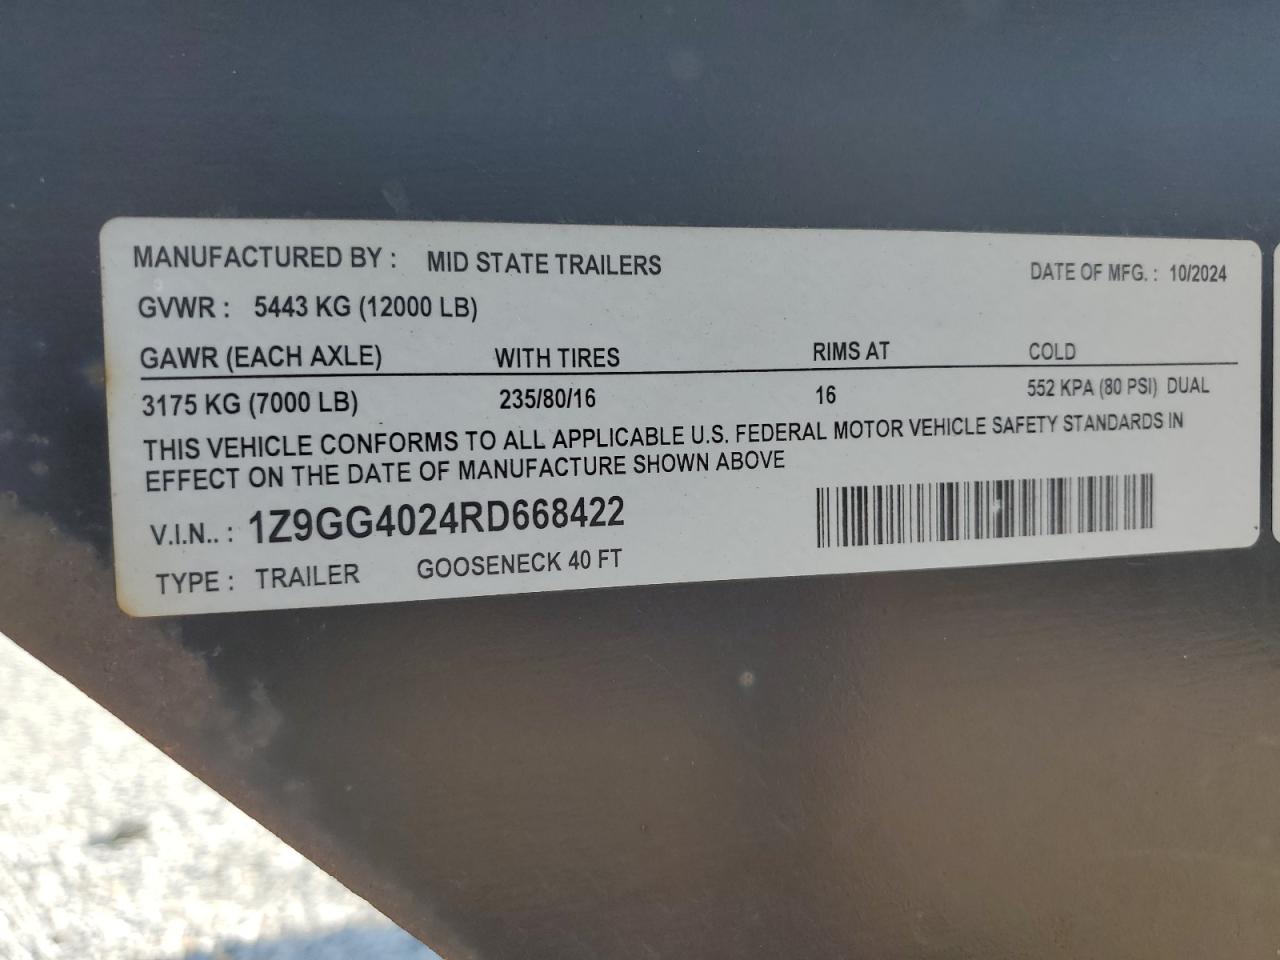 MANUFACTURED BY : MID STATE TRAILERS DATE OF MFG. : 10/2024
GVWR : 5443 KG (12000 LB)
GAWR (EACH AXLE) WITH TIRES RIMS AT COLD
3175 KG (7000 LB) 235/80/16 16 552 KPA (80 PSI) DUAL
THIS VEHICLE CONFORMS TO ALL APPLICABLE U.S. FEDERAL MOTOR VEHICLE SAFETY STANDARDS IN
EFFECT ON THE DATE OF MANUFACTURE SHOWN ABOVE
V.I.N.. : 1Z9GG4024RD668422
TYPE : TRAILER GOOSENECK 40 FT